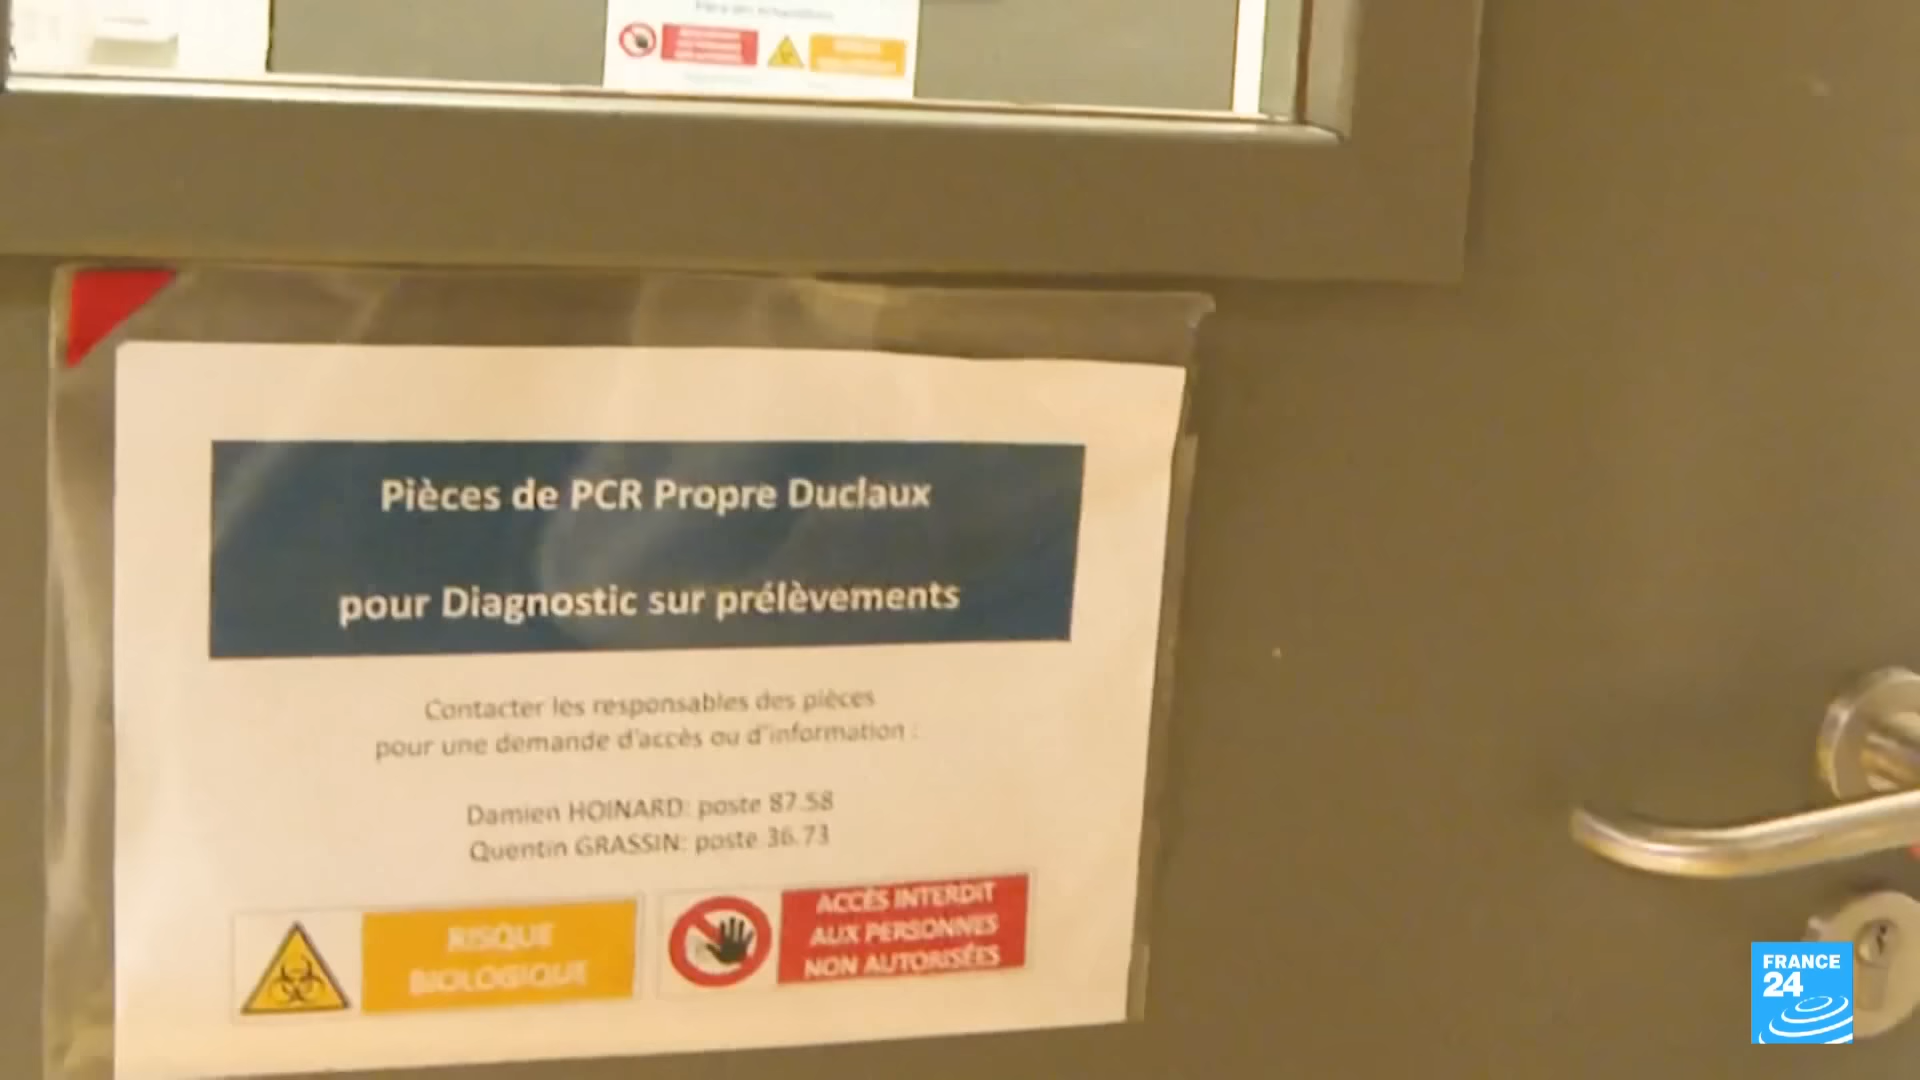 Pièces de PCR Propre Duclaux
pour Diagnostic sur prélèvements
Contacter les responsables des pièces
pour une demande d'accès ou d'information :
Damien HOINARD: poste 87.58
Quentin GRASSIN: poste 36.73
RISQUE
BIOLOGIQUE
ACCÈS INTERDIT
AUX PERSONNES
NON AUTORISÉES
FRANCE
24